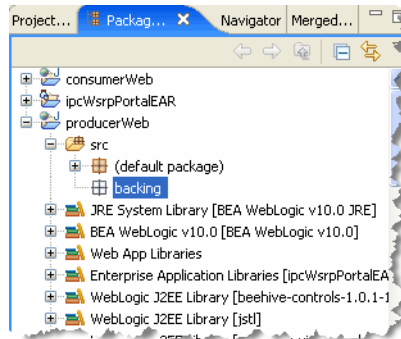 Project... Packag... Navigator Merged...
consumerWeb
ipcWsrpPortalEAR
producerWeb
src
(default package)
backing
JRE System Library [BEA WebLogic v10.0 JRE]
BEA WebLogic v10.0 [BEA WebLogic v10.0]
Web App Libraries
Enterprise Application Libraries [ipcWsrpPortalEA
WebLogic J2EE Library [beehive-controls-1.0.1-1
WebLogic J2EE Library [jstl]